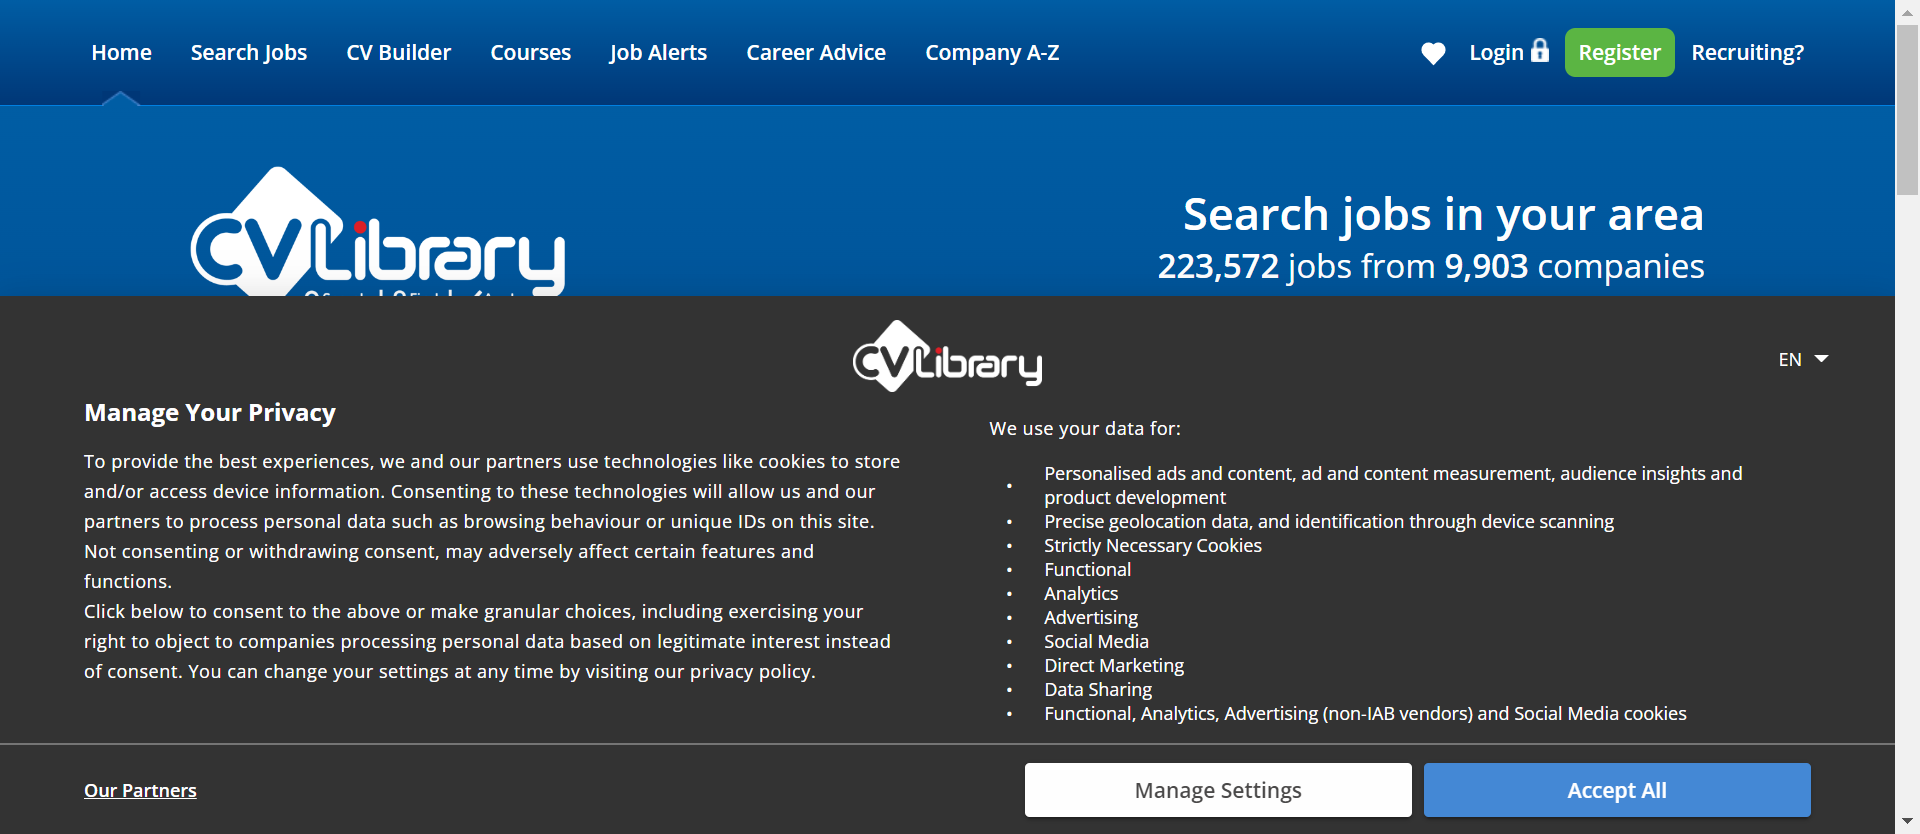 Home Search Jobs CV Builder Courses Job Alerts Career Advice Company A-Z Login Register Recruiting?
CVLibrary
Search jobs in your area
223,572 jobs from 9,903 companies
CVLibrary
EN
Manage Your Privacy
To provide the best experiences, we and our partners use technologies like cookies to store
and/or access device information. Consenting to these technologies will allow us and our
partners to process personal data such as browsing behaviour or unique IDs on this site.
Not consenting or withdrawing consent, may adversely affect certain features and
functions.
Click below to consent to the above or make granular choices, including exercising your
right to object to companies processing personal data based on legitimate interest instead
of consent. You can change your settings at any time by visiting our privacy policy.
We use your data for:
• Personalised ads and content, ad and content measurement, audience insights and
product development
• Precise geolocation data, and identification through device scanning
• Strictly Necessary Cookies
• Functional
• Analytics
• Advertising
• Social Media
• Direct Marketing
• Data Sharing
• Functional, Analytics, Advertising (non-IAB vendors) and Social Media cookies
Our Partners
Manage Settings
Accept All